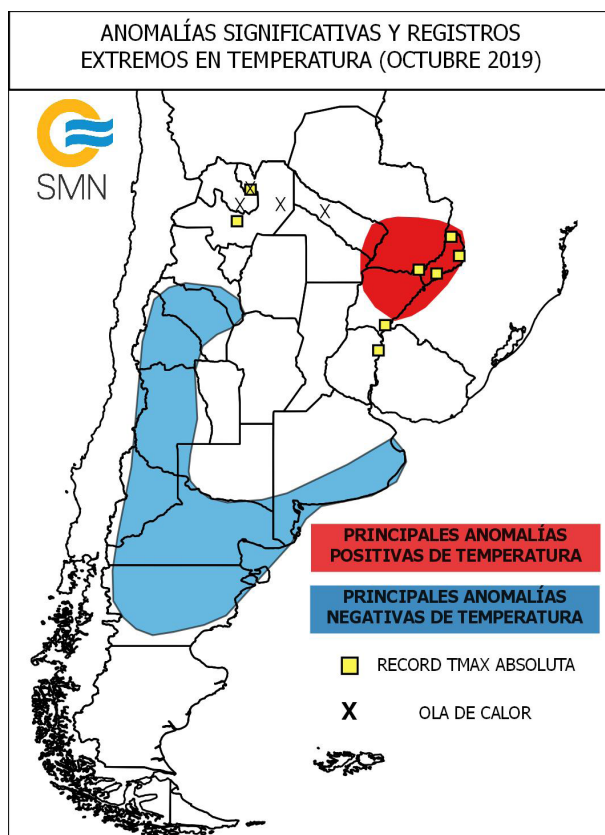 ANOMALÍAS SIGNIFICATIVAS Y REGISTROS
EXTREMOS EN TEMPERATURA (OCTUBRE 2019)
SMN
PRINCIPALES ANOMALÍAS
POSITIVAS DE TEMPERATURA
PRINCIPALES ANOMALÍAS
NEGATIVAS DE TEMPERATURA
RECORD TMAX ABSOLUTA
X OLA DE CALOR